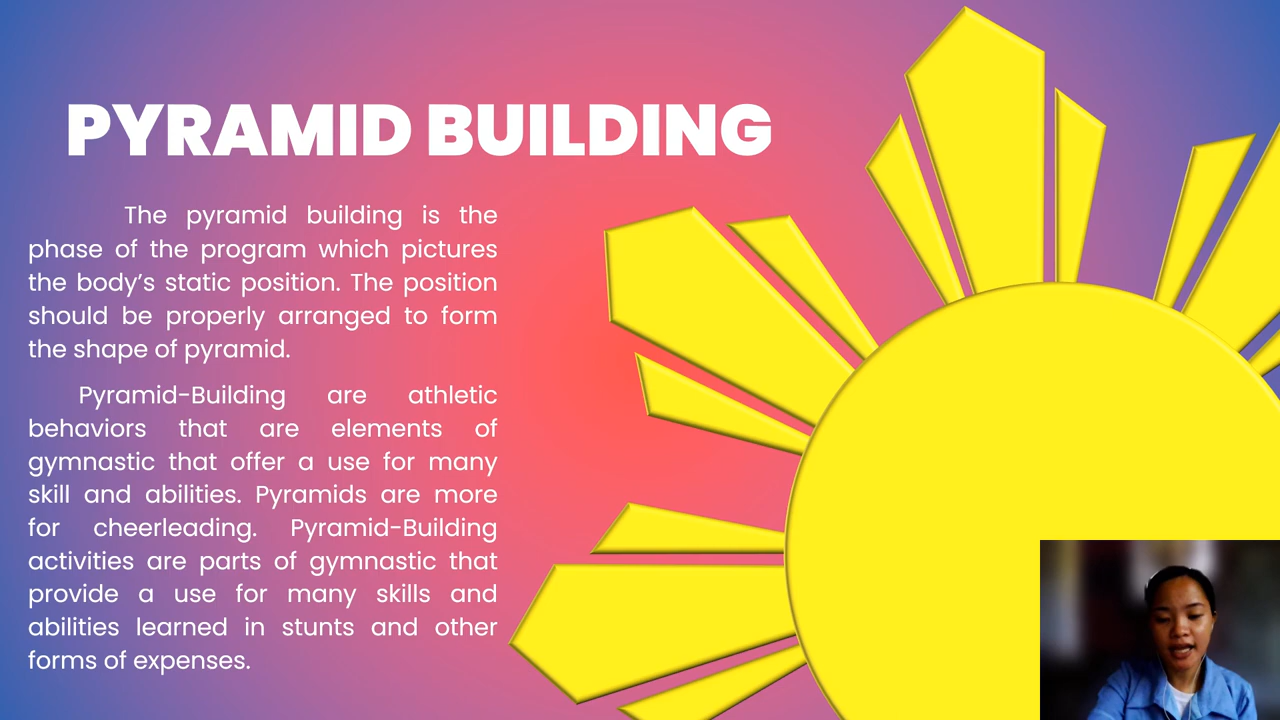 PYRAMID BUILDING
The pyramid building is the
phase of the program which pictures
the body's static position. The position
should be properly arranged to form
the shape of pyramid.
Pyramid-Building are athletic
behaviors that are elements of
gymnastic that offer a use for many
skill and abilities. Pyramids are more
for cheerleading. Pyramid-Building
activities are parts of gymnastic that
provide a use for many skills and
abilities learned in stunts and other
forms of expenses.